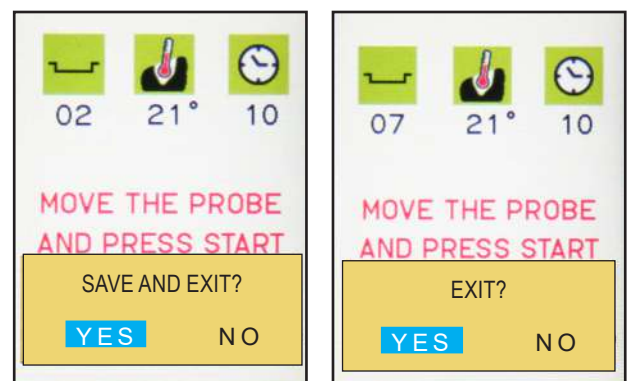 02 21° 10
MOVE THE PROBE
AND PRESS START
SAVE AND EXIT?
YES NO
07 21° 10
MOVE THE PROBE
AND PRESS START
EXIT?
YES NO